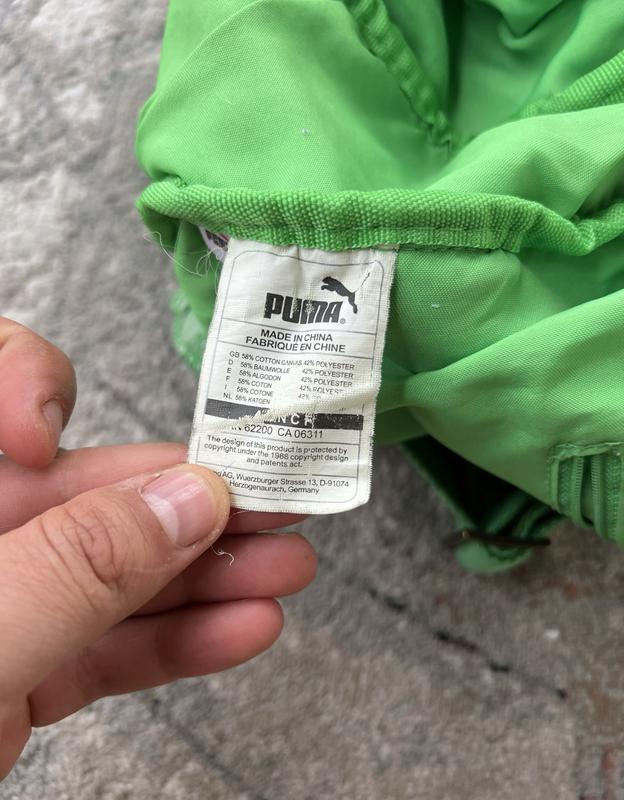 PUMA®
MADE IN CHINA
FABRIQUÉ EN CHINE
GB 58% COTTON CANVAS 42% POLYESTER
D 58% BAUMWOLLE 42% POLYESTER
E 58% ALGODON 42% POLYESTER
F 58% COTON 42% POLYESTER
I 58% COTONE 42%
NL 58% KATOEN
62200 CA 06311
The design of this product is protected by
copyright under the 1988 copyright design
and patents act.
AG, Wuerzburger Strasse 13, D-91074
Herzogenaurach, Germany